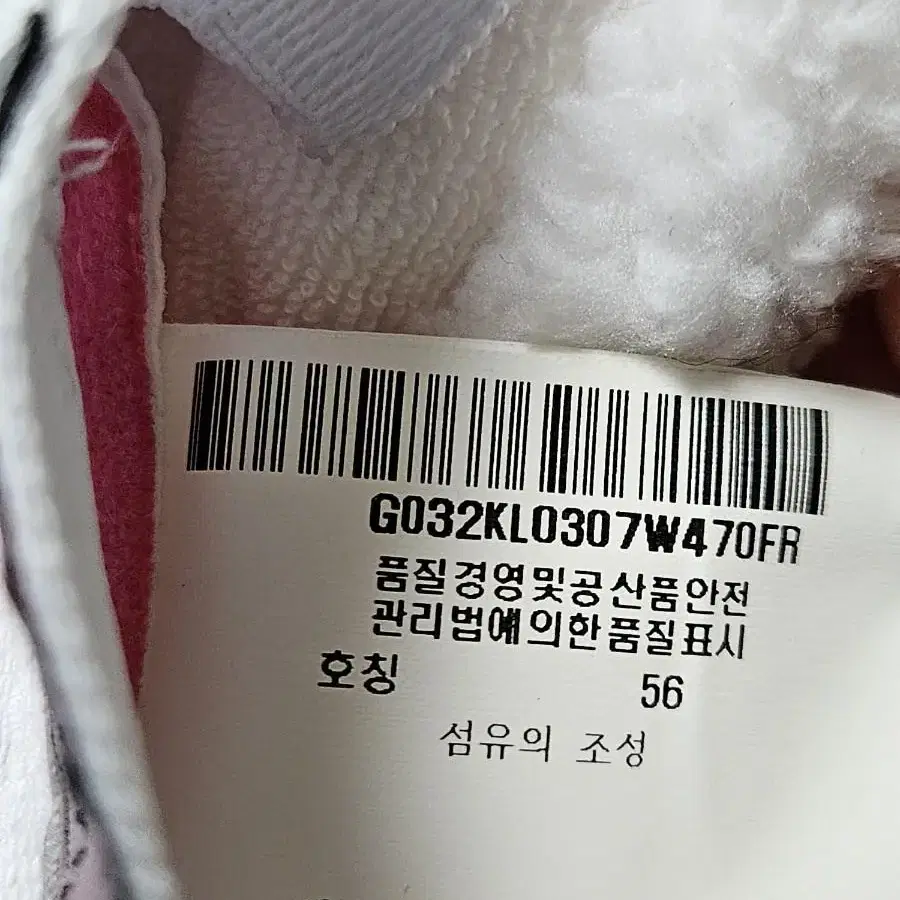 G032KL0307W470FR
품질경영및공산품안전
관리법예의한품질표시
호칭 56
섬유의 조성